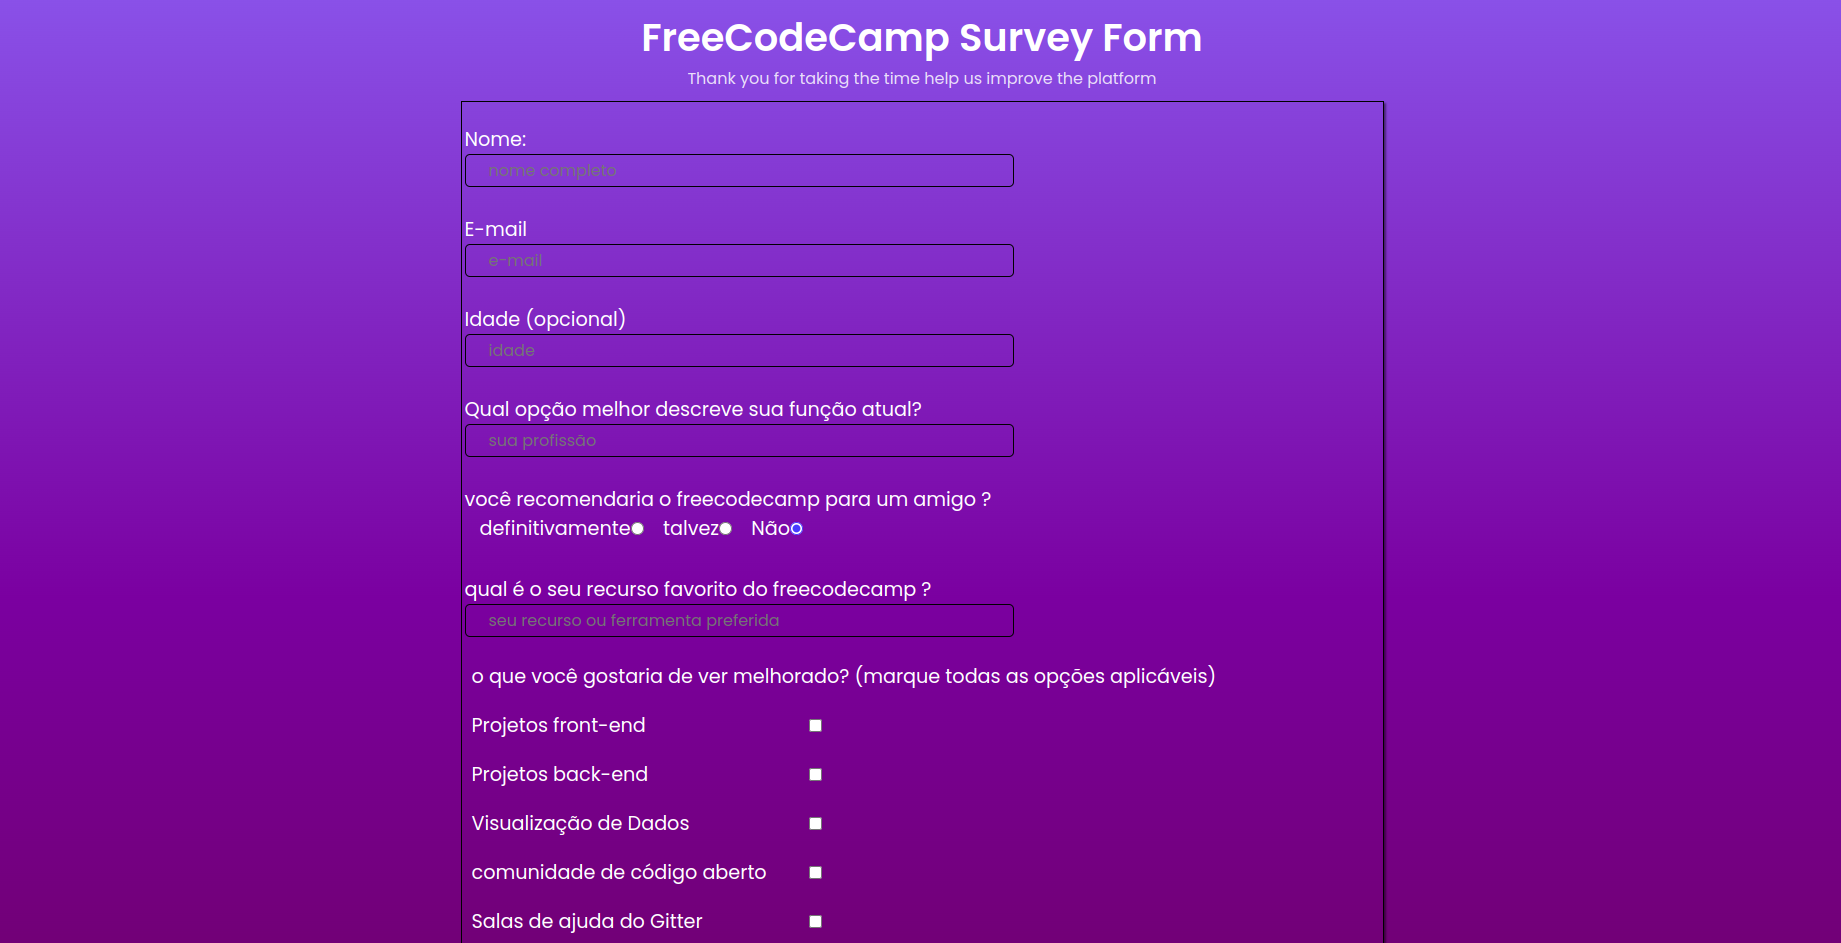 FreeCodeCamp Survey Form
Thank you for taking the time help us improve the platform
Nome:
nome completo
E-mail
e-mail
Idade (opcional)
idade
Qual opção melhor descreve sua função atual?
sua profissão
você recomendaria o freecodecamp para um amigo ?
definitivamente talvez Não
qual é o seu recurso favorito do freecodecamp ?
seu recurso ou ferramenta preferida
o que você gostaria de ver melhorado? (marque todas as opções aplicáveis)
Projetos front-end
Projetos back-end
Visualização de Dados
comunidade de código aberto
Salas de ajuda do Gitter